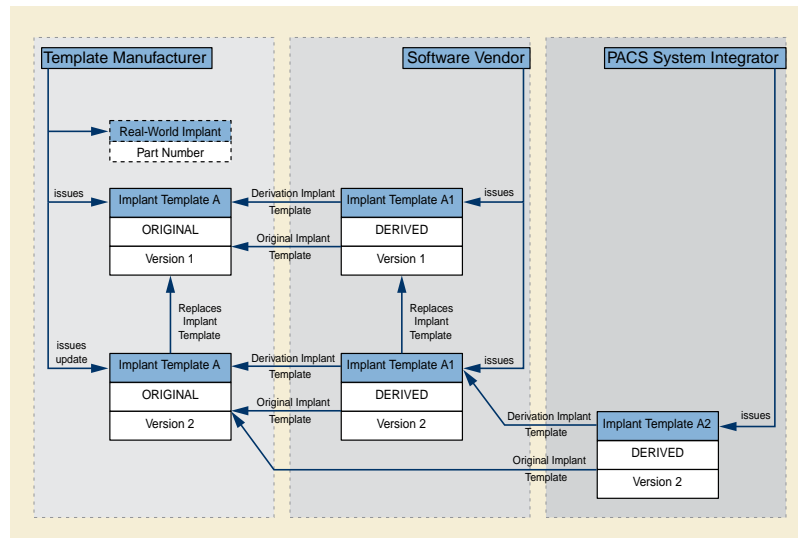 Template Manufacturer
Software Vendor
PACS System Integrator
Real-World Implant
Part Number
issues
Implant Template A
ORIGINAL
Version 1
Derivation Implant
Template
Original Implant
Template
Implant Template A1
DERIVED
Version 1
issues
Replaces
Implant
Template
Replaces
Implant
Template
issues
update
Implant Template A
ORIGINAL
Version 2
Derivation Implant
Template
Original Implant
Template
Implant Template A1
DERIVED
Version 2
issues
Derivation Implant
Template
Original Implant
Template
Implant Template A2
DERIVED
Version 2
issues